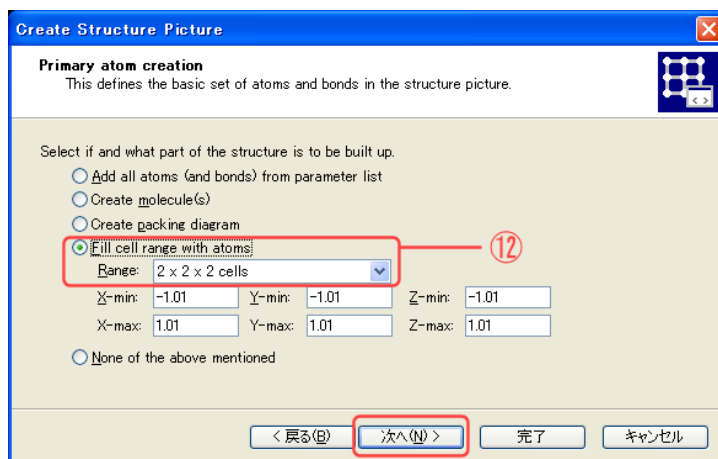 Create Structure Picture
Primary atom creation
This defines the basic set of atoms and bonds in the structure picture.
Select if and what part of the structure is to be built up.
Add all atoms (and bonds) from parameter list
Create molecule(s)
Create packing diagram
Fill cell range with atoms
⑫
Range: 2 x 2 x 2 cells
X-min: -1.01 Y-min: -1.01 Z-min: -1.01
X-max: 1.01 Y-max: 1.01 Z-max: 1.01
None of the above mentioned
< 戻る(B) 次へ(N) > 完了 キャンセル